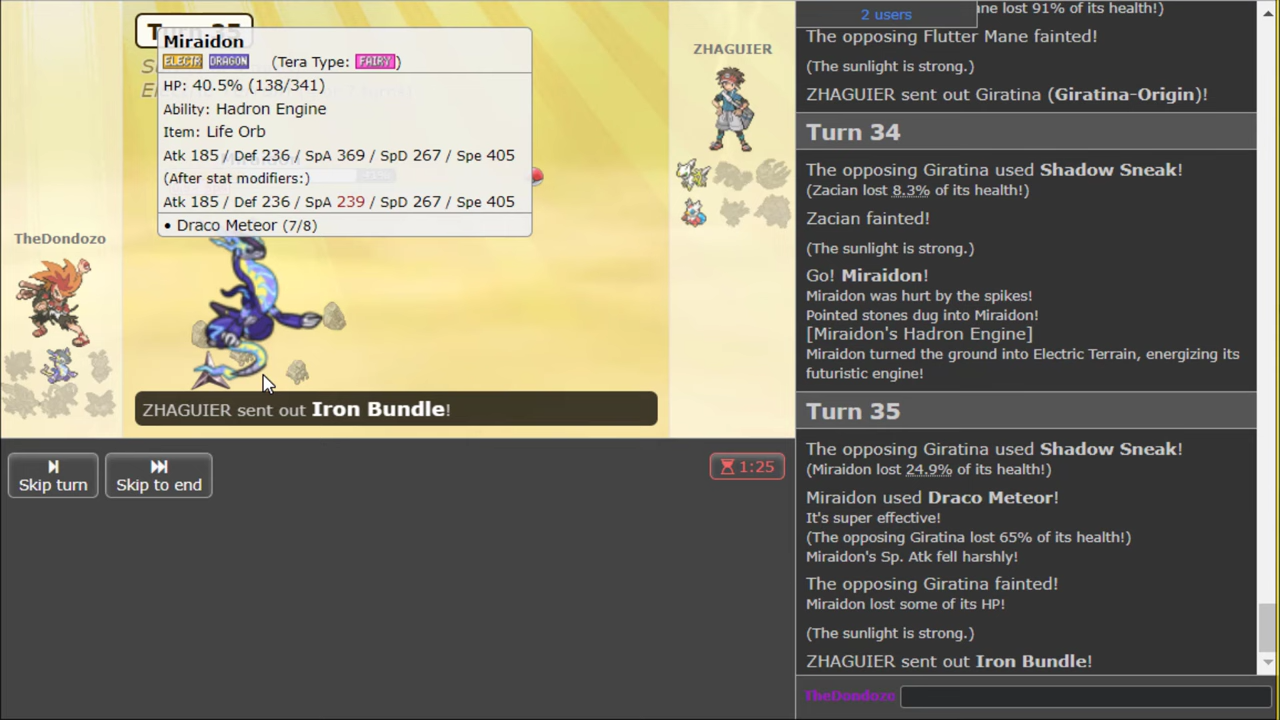 Turn 35
Miraidon
ELECTR DRAGON (Tera Type: FAIRY)
HP: 40.5% (138/341)
Ability: Hadron Engine
Item: Life Orb
Atk 185 / Def 236 / SpA 369 / SpD 267 / Spe 405
(After stat modifiers:)
Atk 185 / Def 236 / SpA 239 / SpD 267 / Spe 405
• Draco Meteor (7/8)
ZHAGUIER
TheDondozo
ZHAGUIER sent out Iron Bundle!
Skip turn
Skip to end
1:25
2 users
ne lost 91% of its health!)
The opposing Flutter Mane fainted!
(The sunlight is strong.)
ZHAGUIER sent out Giratina (Giratina-Origin)!
Turn 34
The opposing Giratina used Shadow Sneak!
(Zacian lost 8.3% of its health!)
Zacian fainted!
(The sunlight is strong.)
Go! Miraidon!
Miraidon was hurt by the spikes!
Pointed stones dug into Miraidon!
[Miraidon's Hadron Engine]
Miraidon turned the ground into Electric Terrain, energizing its
futuristic engine!
Turn 35
The opposing Giratina used Shadow Sneak!
(Miraidon lost 24.9% of its health!)
Miraidon used Draco Meteor!
It's super effective!
(The opposing Giratina lost 65% of its health!)
Miraidon's Sp. Atk fell harshly!
The opposing Giratina fainted!
Miraidon lost some of its HP!
(The sunlight is strong.)
ZHAGUIER sent out Iron Bundle!
TheDondozo